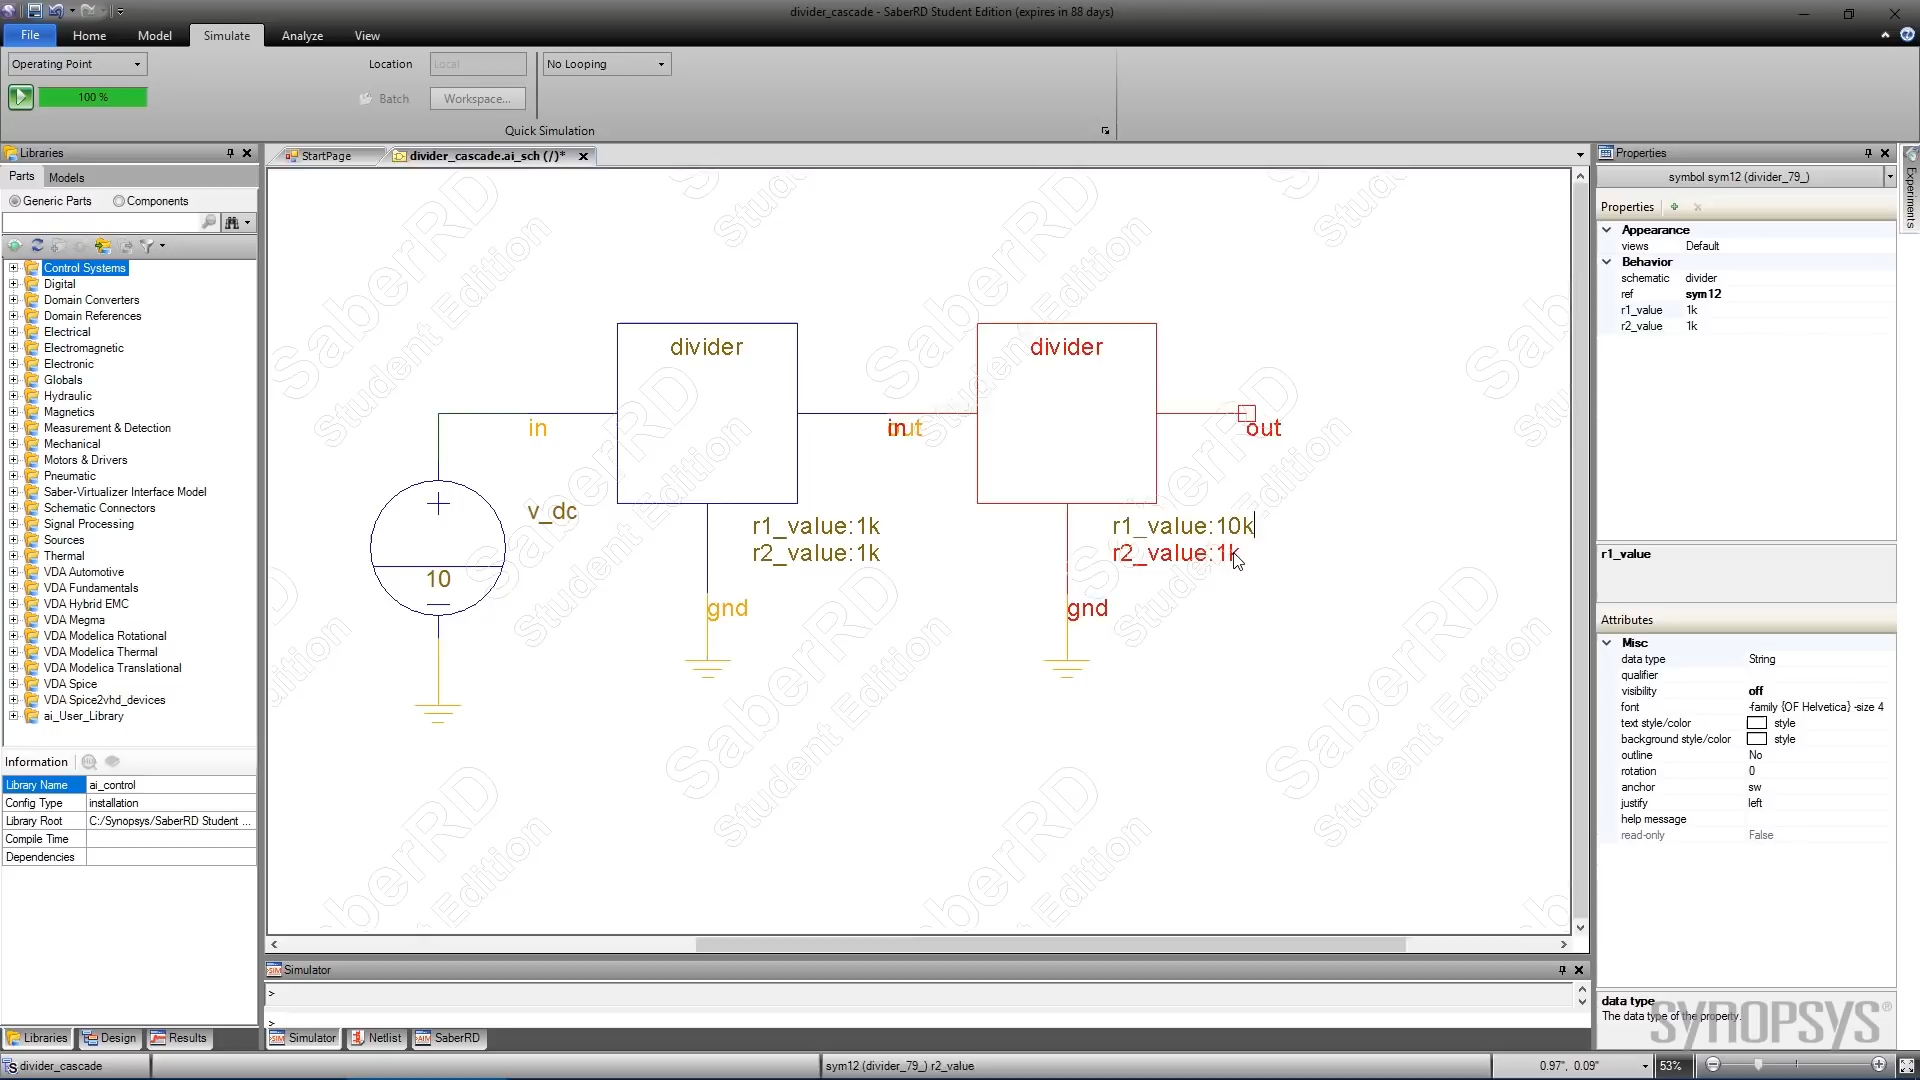 divider_cascade - SaberRD Student Edition (expires in 88 days)
File Home Model Simulate Analyze View
Operating Point
Location Local
No Looping
100 %
Batch Workspace...
Quick Simulation
Libraries
StartPage
divider_cascade.ai_sch (/)*
Properties
Parts Models
Generic Parts Components
Control Systems
Digital
Domain Converters
Domain References
Electrical
Electromagnetic
Electronic
Globals
Hydraulic
Magnetics
Measurement & Detection
Mechanical
Motors & Drivers
Pneumatic
Saber-Virtualizer Interface Model
Schematic Connectors
Signal Processing
Sources
Thermal
VDA Automotive
VDA Fundamentals
VDA Hybrid EMC
VDA Megma
VDA Modelica Rotational
VDA Modelica Thermal
VDA Modelica Translational
VDA Spice
VDA Spice2vhd_devices
ai_User_Library
Information
Library Name ai_control
Config Type installation
Library Root C:/Synopsys/SaberRD Student ...
Compile Time
Dependencies
Libraries Design Results
SaberRD
Student Edition
divider
divider
in
out
in
out
v_dc
10
r1_value:1k
r2_value:1k
r1_value:10k
r2_value:1k
gnd
gnd
Simulator
>
>
Simulator Netlist SaberRD
symbol sym12 (divider_79_)
Properties
Appearance
views Default
Behavior
schematic divider
ref sym12
r1_value 1k
r2_value 1k
r1_value
Attributes
Misc
data type String
qualifier
visibility off
font -family {OF Helvetica} -size 4
text style/color style
background style/color style
outline No
rotation 0
anchor sw
justify left
help message
read-only False
data type
The data type of the property.
SYNOPSYS®
Experiments
divider_cascade
sym12 (divider_79_) r2_value
0.97", 0.09"
53%